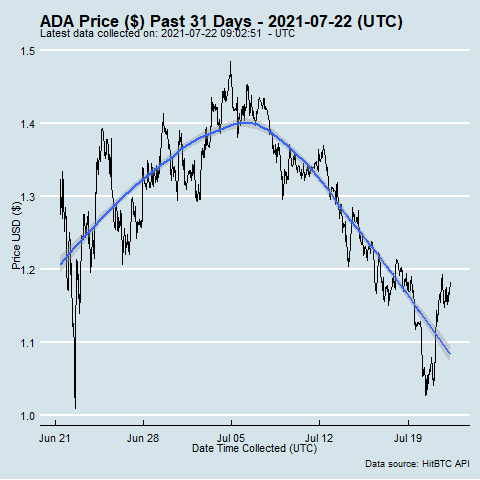 ADA Price ($) Past 31 Days - 2021-07-22 (UTC)
Latest data collected on: 2021-07-22 09:02:51 - UTC
1.5
1.4
1.3
1.2
1.1
1.0
Price USD ($)
Jun 21 Jun 28 Jul 05 Jul 12 Jul 19
Date Time Collected (UTC)
Data source: HitBTC API